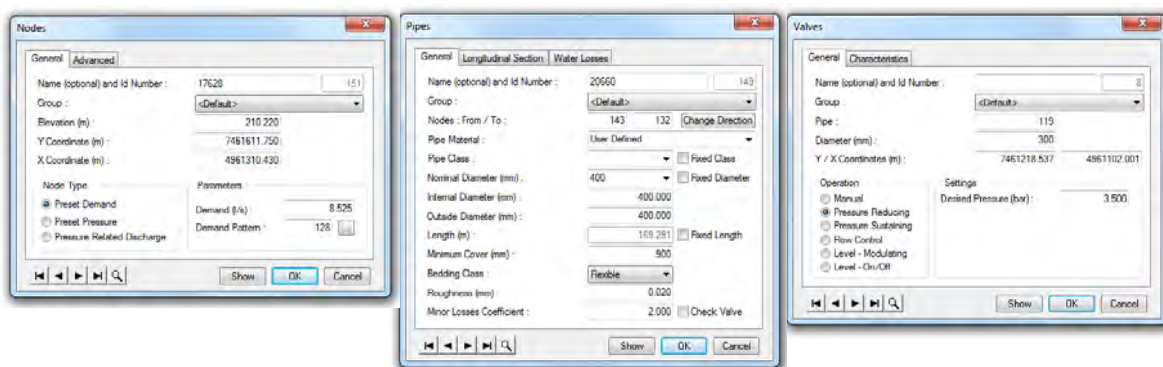 Nodes
General Advanced
Name (optional) and Id Number : 17628 151
Group : <Default>
Elevation (m) : 210.220
Y Coordinate (m) : 7461611.750
X Coordinate (m) : 4961310.430
Node Type
Preset Demand
Preset Pressure
Pressure Related Discharge
Parameters
Demand (l/s) : 8.525
Demand Pattern : 128
Show OK Cancel
Pipes
General Longitudinal Section Water Losses
Name (optional) and Id Number : 20660 149
Group : <Default>
Nodes : From / To : 143 132 Change Direction
Pipe Material : User Defined
Pipe Class : Fixed Class
Nominal Diameter (mm) : 400 Fixed Diameter
Internal Diameter (mm) : 400.000
Outside Diameter (mm) : 400.000
Length (m) : 169.281 Fixed Length
Minimum Cover (mm) : 900
Bedding Class : Flexible
Roughness (mm) : 0.020
Minor Losses Coefficient : 2.000 Check Valve
Show OK Cancel
Valves
General Characteristics
Name (optional) and Id Number : 8
Group : <Default>
Pipe : 119
Diameter (mm) : 300
Y / X Coordinates (m) : 7461218.537 4961102.001
Operation
Manual
Pressure Reducing
Pressure Sustaining
Flow Control
Level - Modulating
Level - On/Off
Settings
Desired Pressure (bar) : 3.500
Show OK Cancel